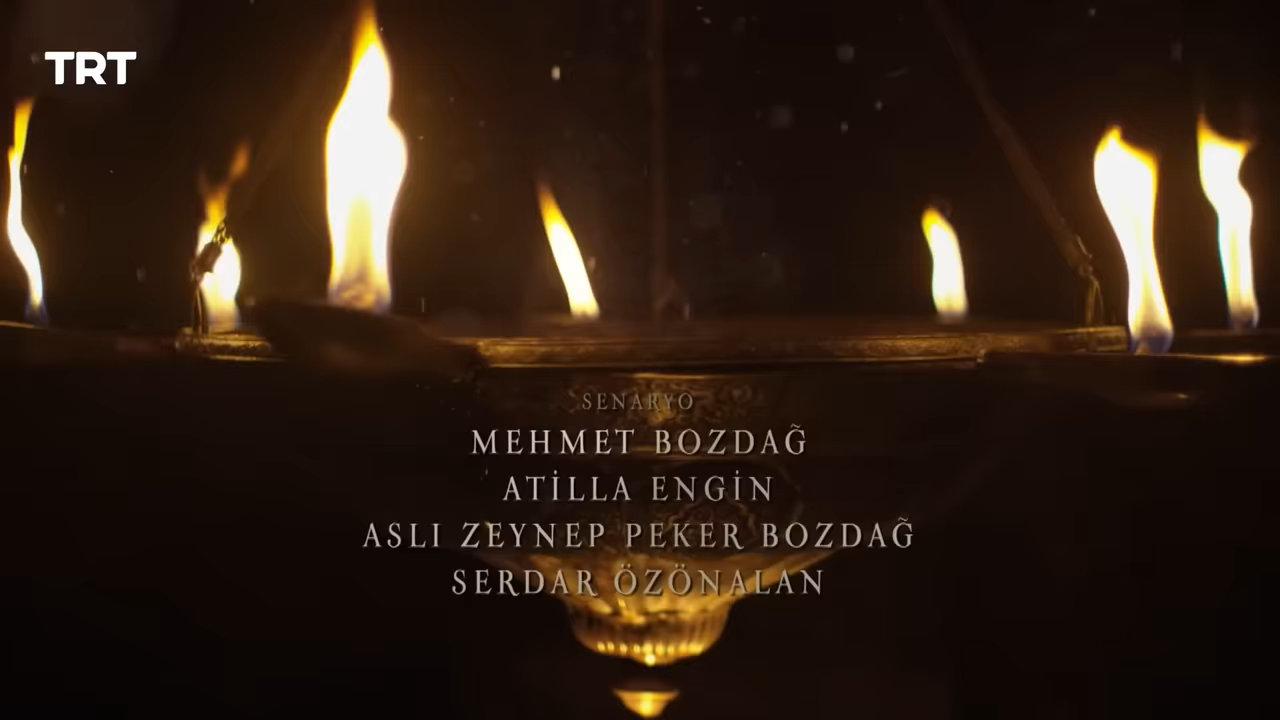 TRT
SENARYO
MEHMET BOZDAĞ
ATİLLA ENGİN
ASLI ZEYNEP PEKER BOZDAĞ
SERDAR ÖZÖNALAN